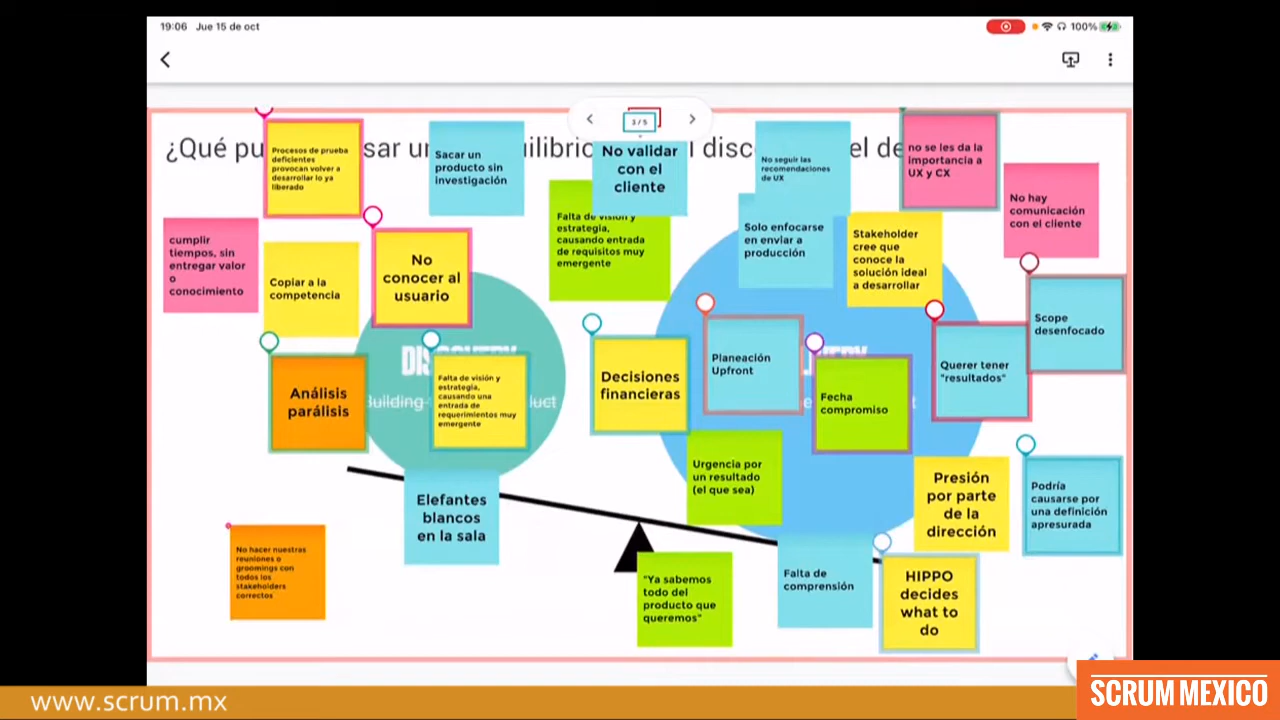 19:06 Jue 15 de oct
100%
3 / 5
¿Qué pu
sar un
uilibrio
l disc
el de
Procesos de prueba
deficientes
provocan volver a
desarrollar lo ya
liberado
Sacar un
producto sin
investigación
No validar
con el
cliente
No seguir las
recomendaciones
de UX
no se les da la
importancia a
UX y CX
No hay
comunicación
con el cliente
cumplir
tiempos, sin
entregar valor
o
conocimiento
Copiar a la
competencia
No
conocer al
usuario
Falta de visión y
estrategia,
causando entrada
de requisitos muy
emergente
Solo enfocarse
en enviar a
producción
Stakeholder
cree que
conoce la
solución ideal
a desarrollar
Scope
desenfocado
Análisis
parálisis
Building
uct
Falta de visión y
estrategia,
causando una
entrada de
requerimientos muy
emergente
Decisiones
financieras
Planeación
Upfront
Fecha
compromiso
Querer tener
"resultados"
Elefantes
blancos
en la sala
Urgencia por
un resultado
(el que sea)
Presión
por parte
de la
dirección
Podría
causarse por
una definición
apresurada
No hacer nuestras
reuniones o
groomings con
todos los
stakeholders
correctos
"Ya sabemos
todo del
producto que
queremos"
Falta de
comprensión
HIPPO
decides
what to
do
www.scrum.mx
SCRUM MEXICO